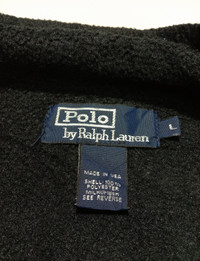 Polo
by Ralph Lauren
L
MADE IN USA
SHELL: 100%
POLYESTER
SEE REVERSE